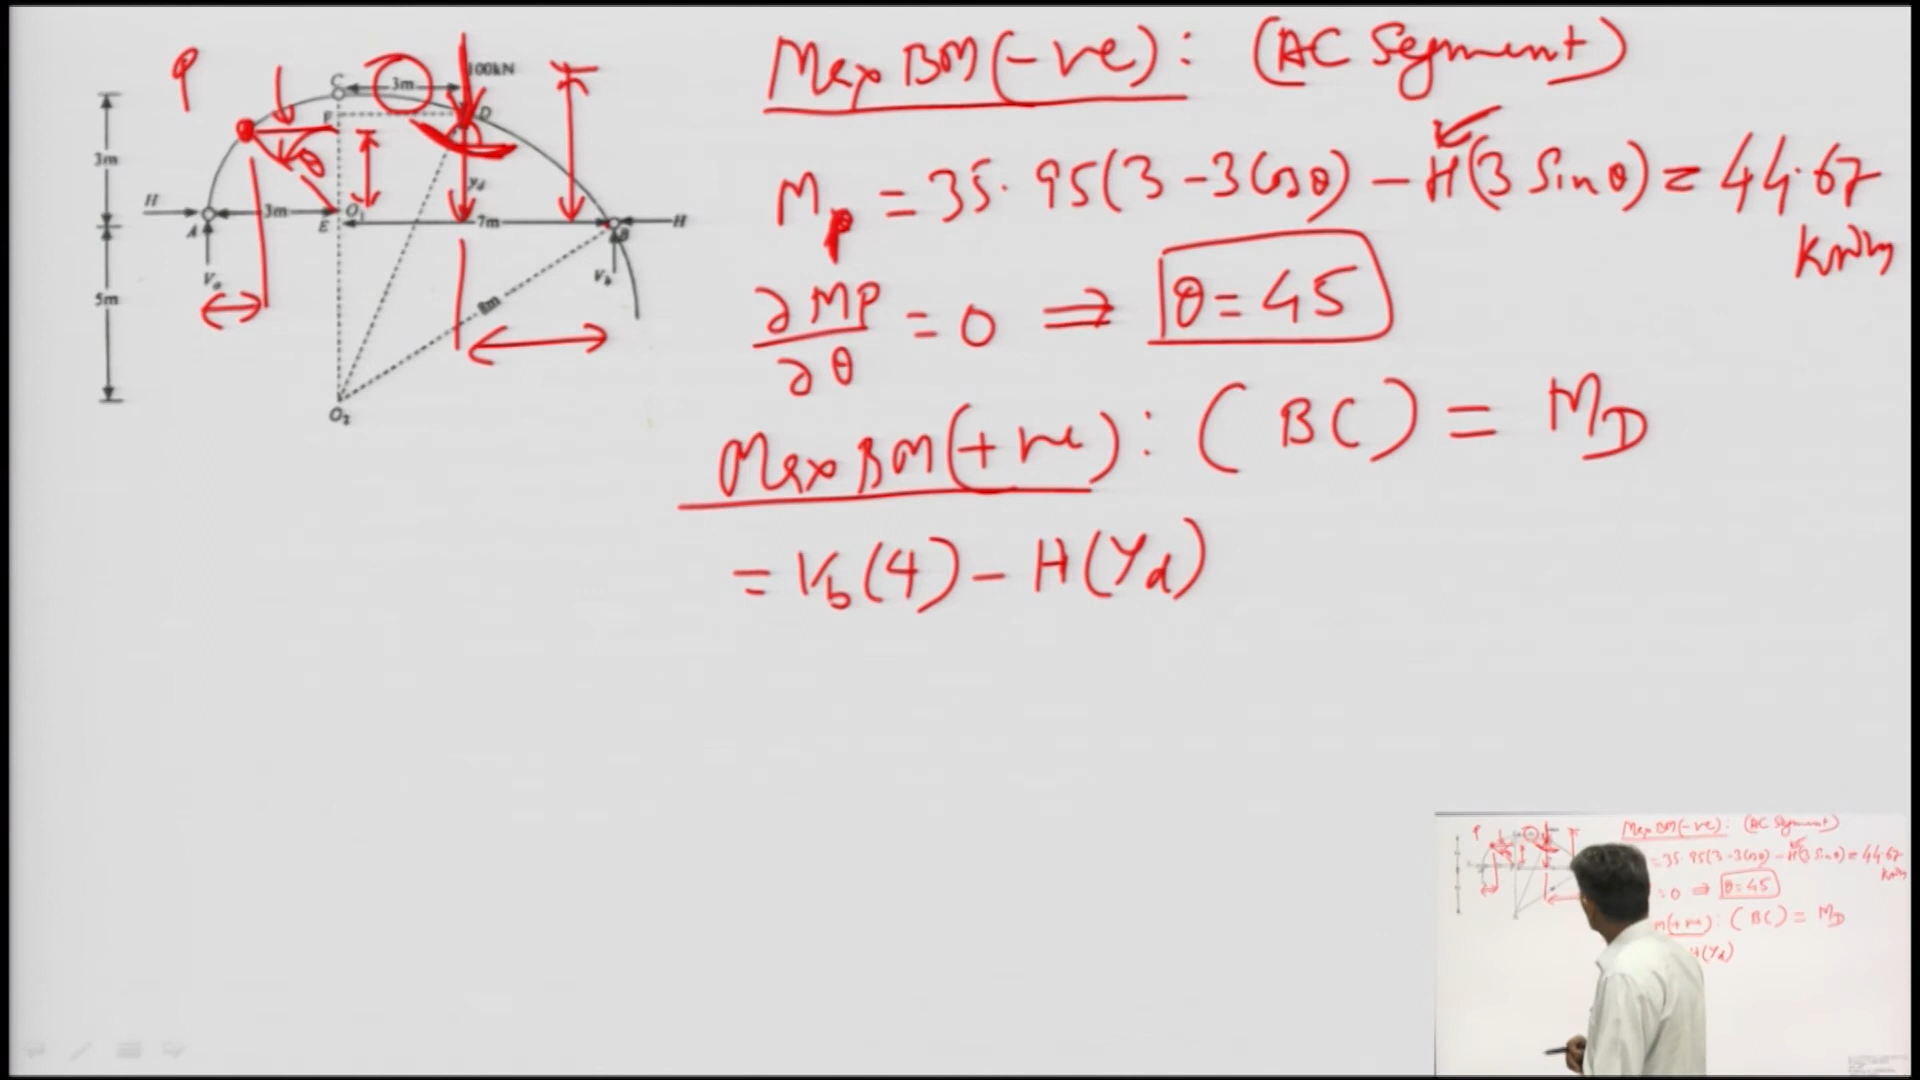 Max BM (-ve) : (AC Segment)
Mp = 35.95(3 - 3Cosθ) - H(3 Sinθ) = 44.67
KN-m
∂MP/∂θ = 0 ⇒ θ = 45
Max BM (+ve) : (BC) = MD
= Vb(4) - H(Yd)
P
C
3m
100kN
F
D
3m
θ
yd
H
3m
O1
7m
H
A
E
B
Va
Vb
5m
8m
O2